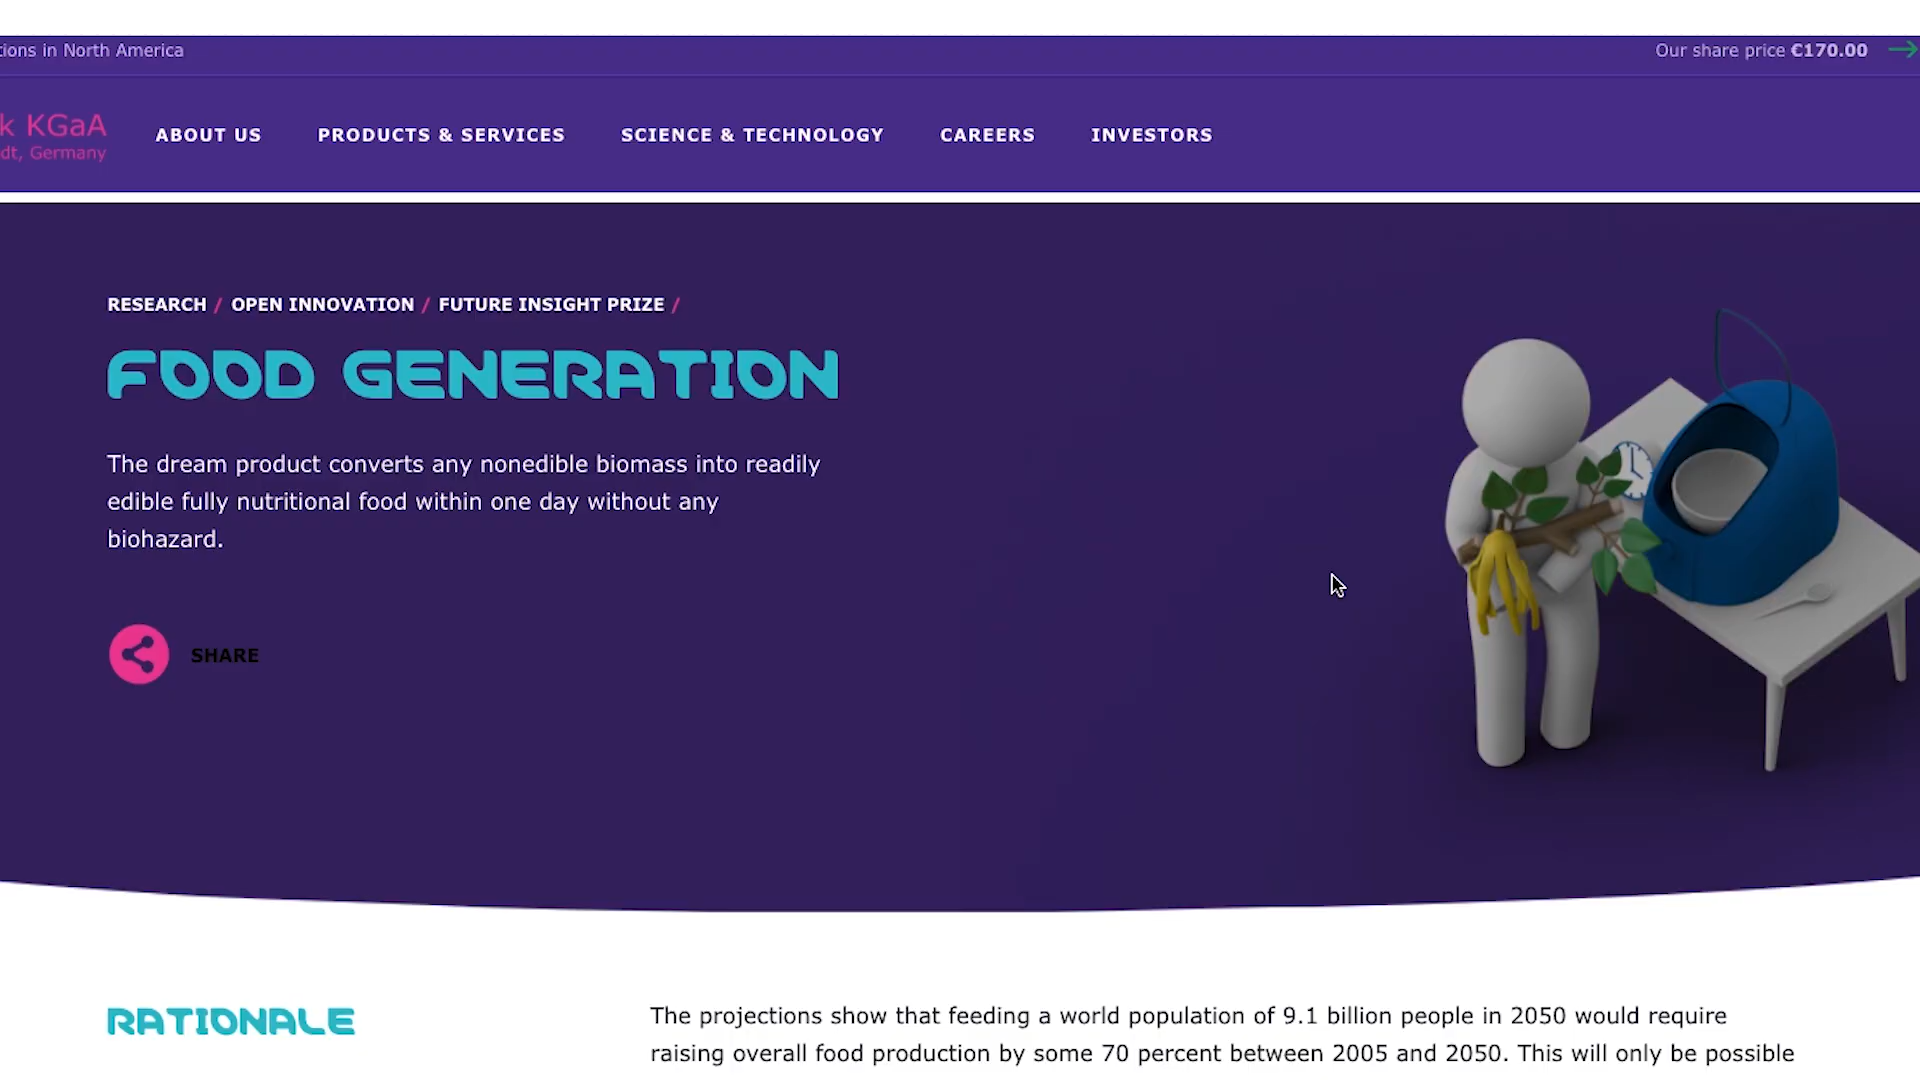 tions in North America
Our share price €170.00
k KGaA
dt, Germany
ABOUT US
PRODUCTS & SERVICES
SCIENCE & TECHNOLOGY
CAREERS
INVESTORS
RESEARCH / OPEN INNOVATION / FUTURE INSIGHT PRIZE /
FOOD GENERATION
The dream product converts any nonedible biomass into readily
edible fully nutritional food within one day without any
biohazard.
SHARE
RATIONALE
The projections show that feeding a world population of 9.1 billion people in 2050 would require
raising overall food production by some 70 percent between 2005 and 2050. This will only be possible